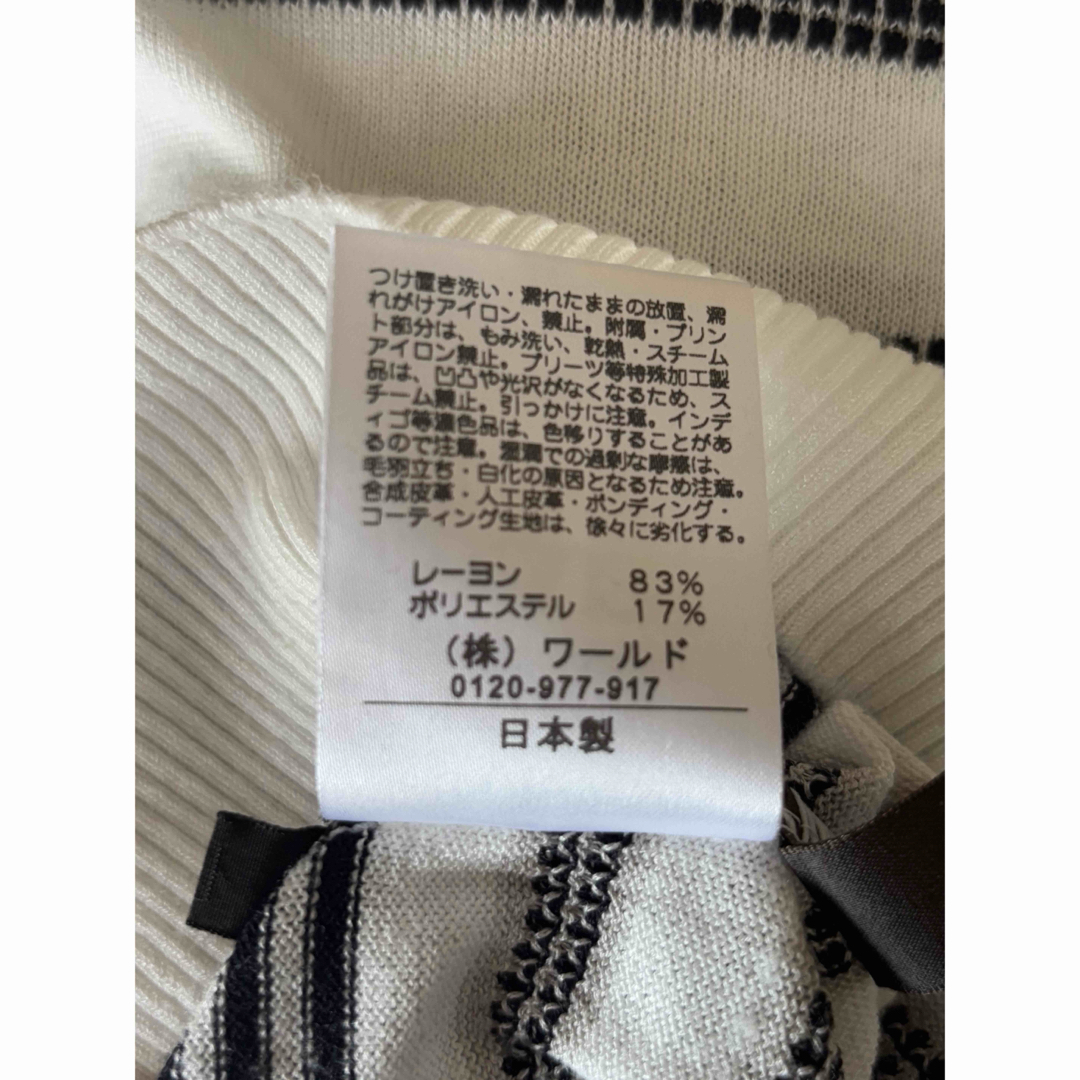 つけ置き洗い・濡れたままの放置、濡
れがけアイロン、禁止。附属・プリン
ト部分は、もみ洗い、乾熱・スチーム
アイロン禁止。プリーツ等特殊加工製
品は、凹凸や光沢がなくなるため、ス
チーム禁止。引っかけに注意。インデ
ィゴ等濃色品は、色移りすることがあ
るので注意。湿潤での過剰な摩擦は、
毛羽立ち・白化の原因となるため注意。
合成皮革・人工皮革・ボンディング・
コーティング生地は、徐々に劣化する。
レーヨン 83%
ポリエステル 17%
(株) ワールド
0120-977-917
日本製